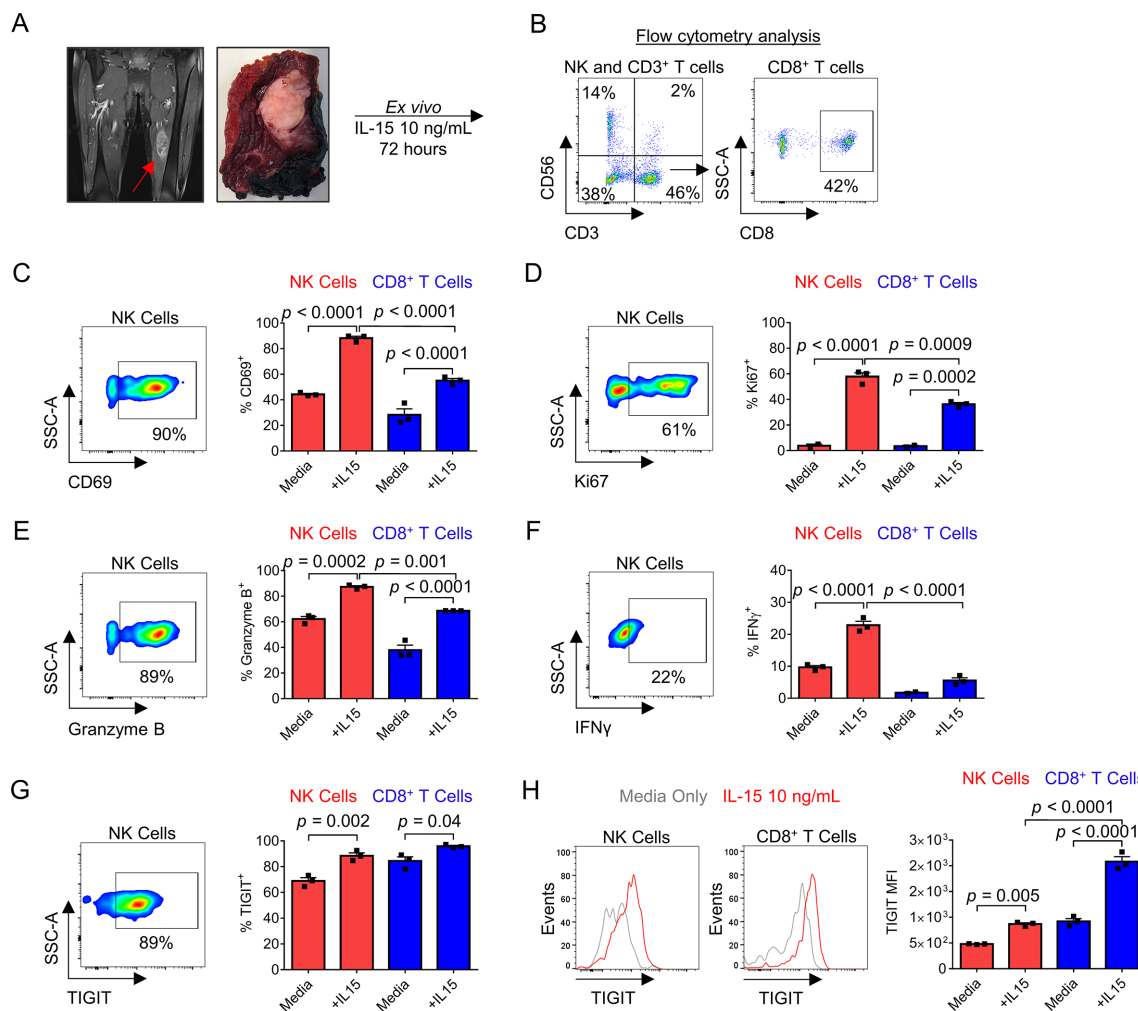 A
Ex vivo
IL-15 10 ng/mL
72 hours
B
Flow cytometry analysis
NK and CD3⁺ T cells
14%
2%
38%
46%
CD56
CD3
CD8⁺ T cells
42%
SSC-A
CD8
C
NK Cells
90%
SSC-A
CD69
NK Cells CD8⁺ T Cells
p < 0.0001
p < 0.0001
p < 0.0001
% CD69⁺
100
80
60
40
20
0
Media
+IL15
Media
+IL15
D
NK Cells
61%
SSC-A
Ki67
NK Cells CD8⁺ T Cells
p < 0.0001
p = 0.0009
p = 0.0002
% Ki67⁺
100
80
60
40
20
0
Media
+IL15
Media
+IL15
E
NK Cells
89%
SSC-A
Granzyme B
NK Cells CD8⁺ T Cells
p = 0.0002
p = 0.001
p < 0.0001
% Granzyme B⁺
100
80
60
40
20
0
Media
+IL15
Media
+IL15
F
NK Cells
22%
SSC-A
IFNγ
NK Cells CD8⁺ T Cells
p < 0.0001
p < 0.0001
% IFNγ⁺
40
30
20
10
0
Media
+IL15
Media
+IL15
G
NK Cells
89%
SSC-A
TIGIT
NK Cells CD8⁺ T Cells
p = 0.002
p = 0.04
% TIGIT⁺
100
80
60
40
20
0
Media
+IL15
Media
+IL15
H
Media Only IL-15 10 ng/mL
NK Cells
Events
100
80
60
40
20
0
TIGIT
CD8⁺ T Cells
Events
100
80
60
40
20
0
TIGIT
NK Cells CD8⁺ T Cells
p < 0.0001
p < 0.0001
p = 0.005
TIGIT MFI
3×10³
2×10³
2×10³
1×10³
5×10²
0
Media
+IL15
Media
+IL15